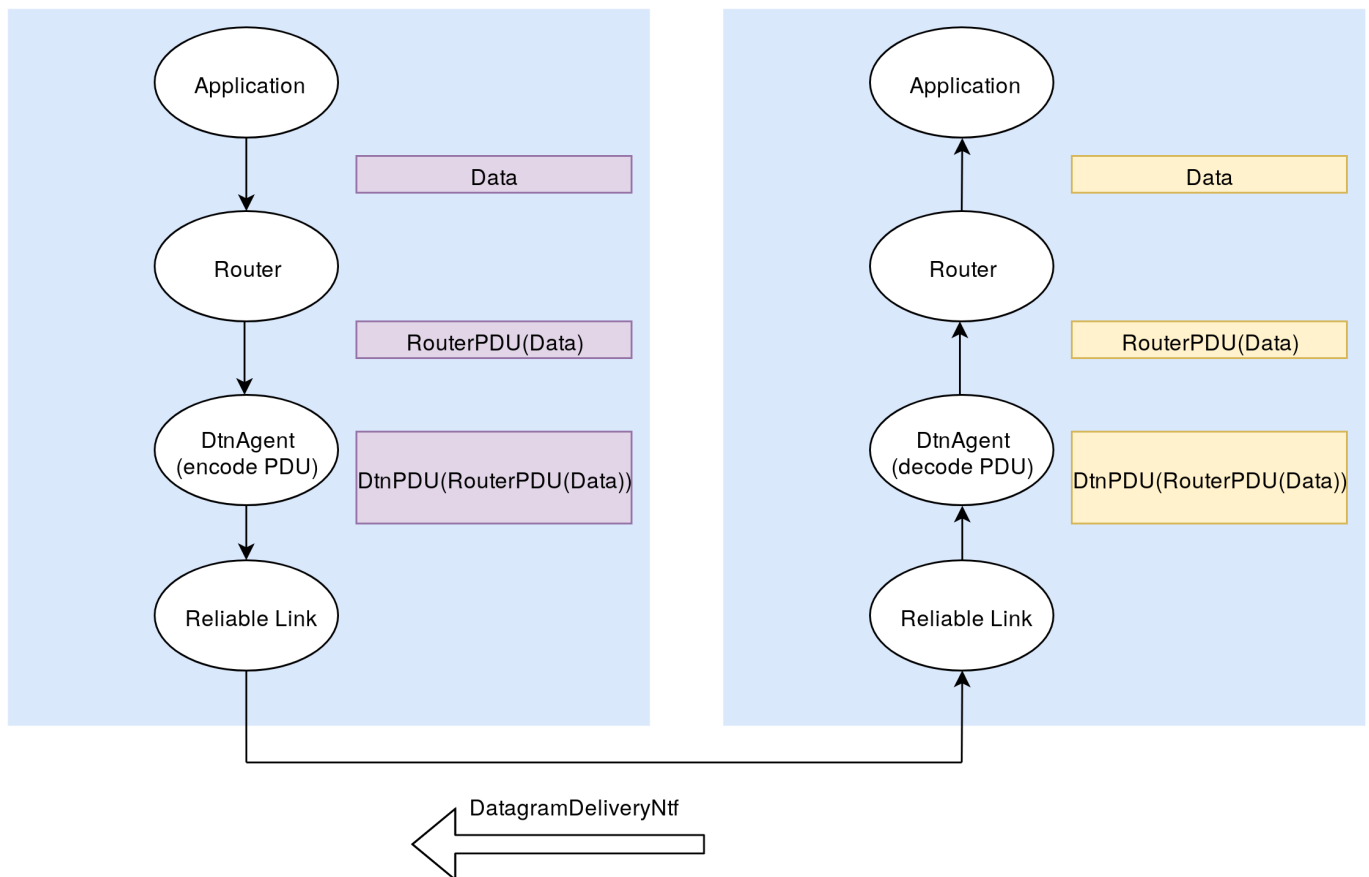 Application
Data
Router
RouterPDU(Data)
DtnAgent
(encode PDU)
DtnPDU(RouterPDU(Data))
Reliable Link
Application
Data
Router
RouterPDU(Data)
DtnAgent
(decode PDU)
DtnPDU(RouterPDU(Data))
Reliable Link
DatagramDeliveryNtf